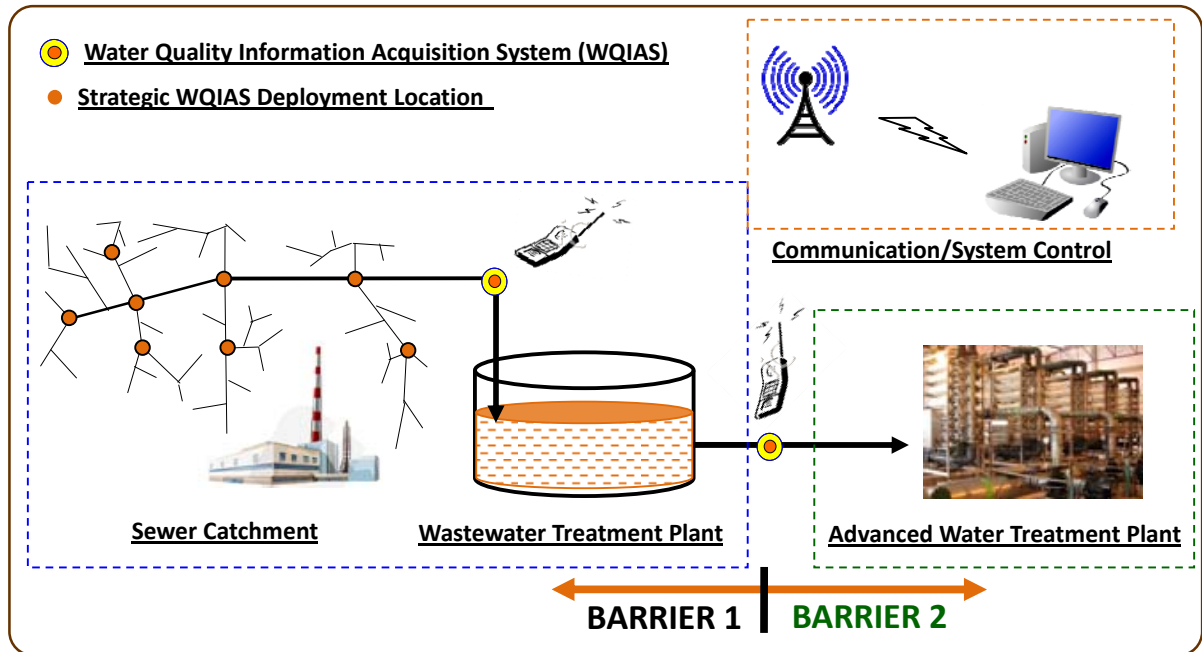 Water Quality Information Acquisition System (WQIAS)
Strategic WQIAS Deployment Location
Communication/System Control
Sewer Catchment
Wastewater Treatment Plant
Advanced Water Treatment Plant
BARRIER 1
BARRIER 2